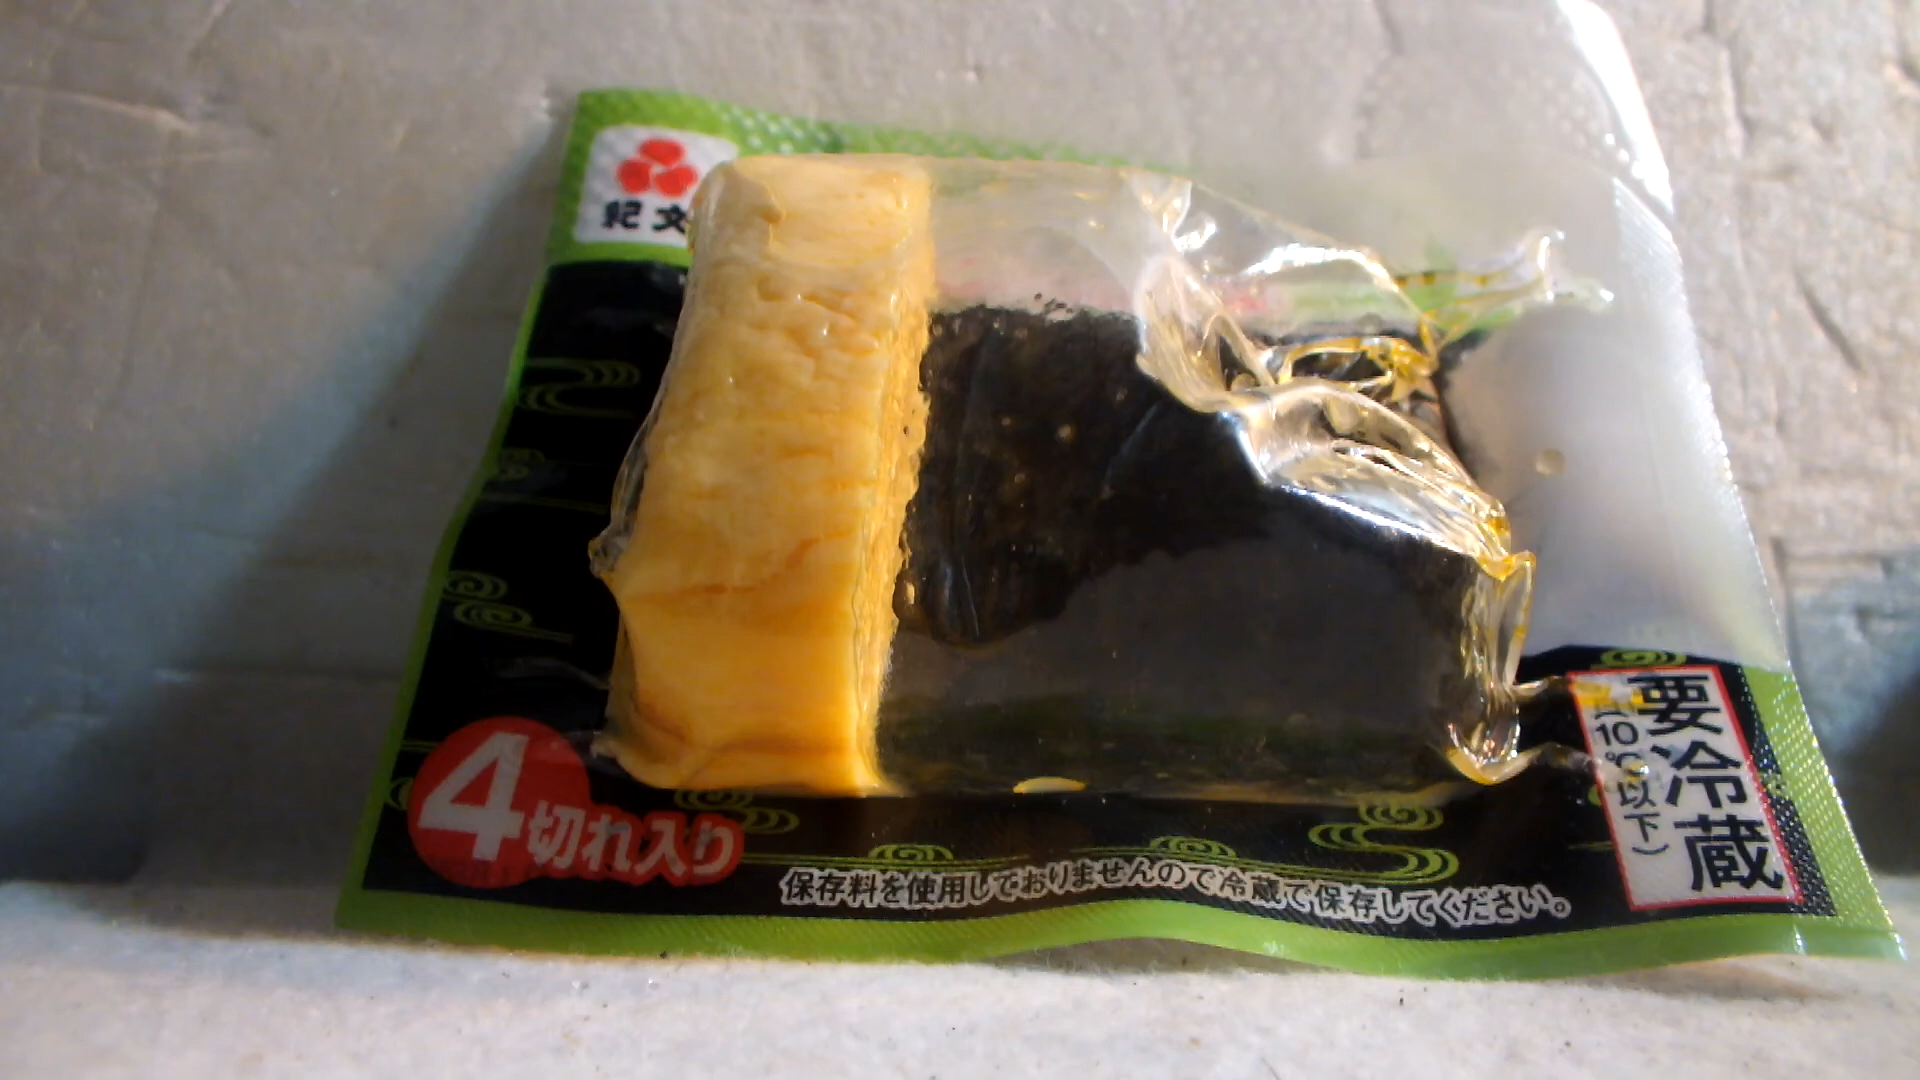 紀文
4切れ入り
保存料を使用しておりませんので冷蔵で保存してください。
要冷蔵
(10℃以下)